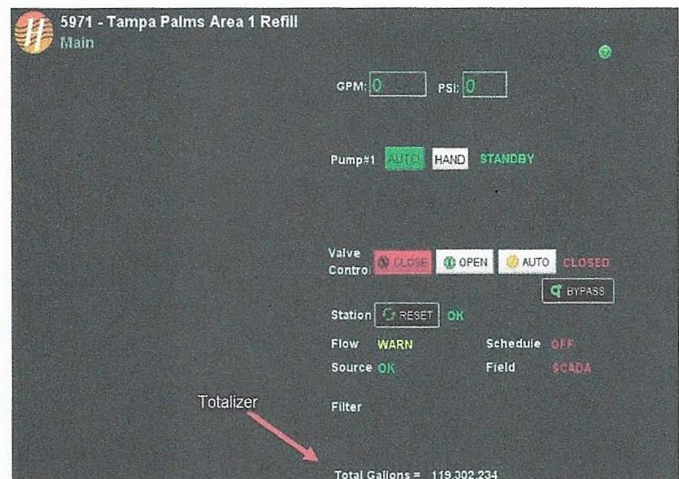 5971 - Tampa Palms Area 1 Refill
Main
GPM: 0 PSI: 0
Pump#1 AUTO HAND STANDBY
Valve Control CLOSE OPEN AUTO CLOSED
BYPASS
Station RESET OK
Flow WARN Schedule OFF
Source OK Field SCADA
Totalizer
Filter
Total Gallons = 119,302,234